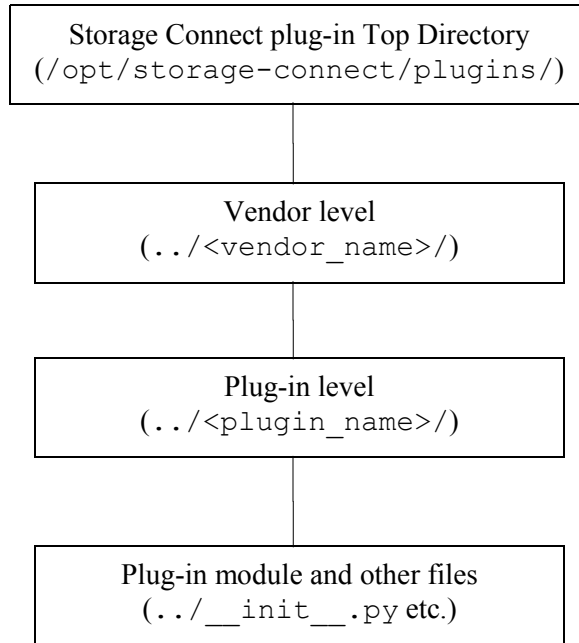 Storage Connect plug-in Top Directory
(/opt/storage-connect/plugins/)
Vendor level
(../<vendor_name>/)
Plug-in level
(../<plugin_name>/)
Plug-in module and other files
(../__init__.py etc.)